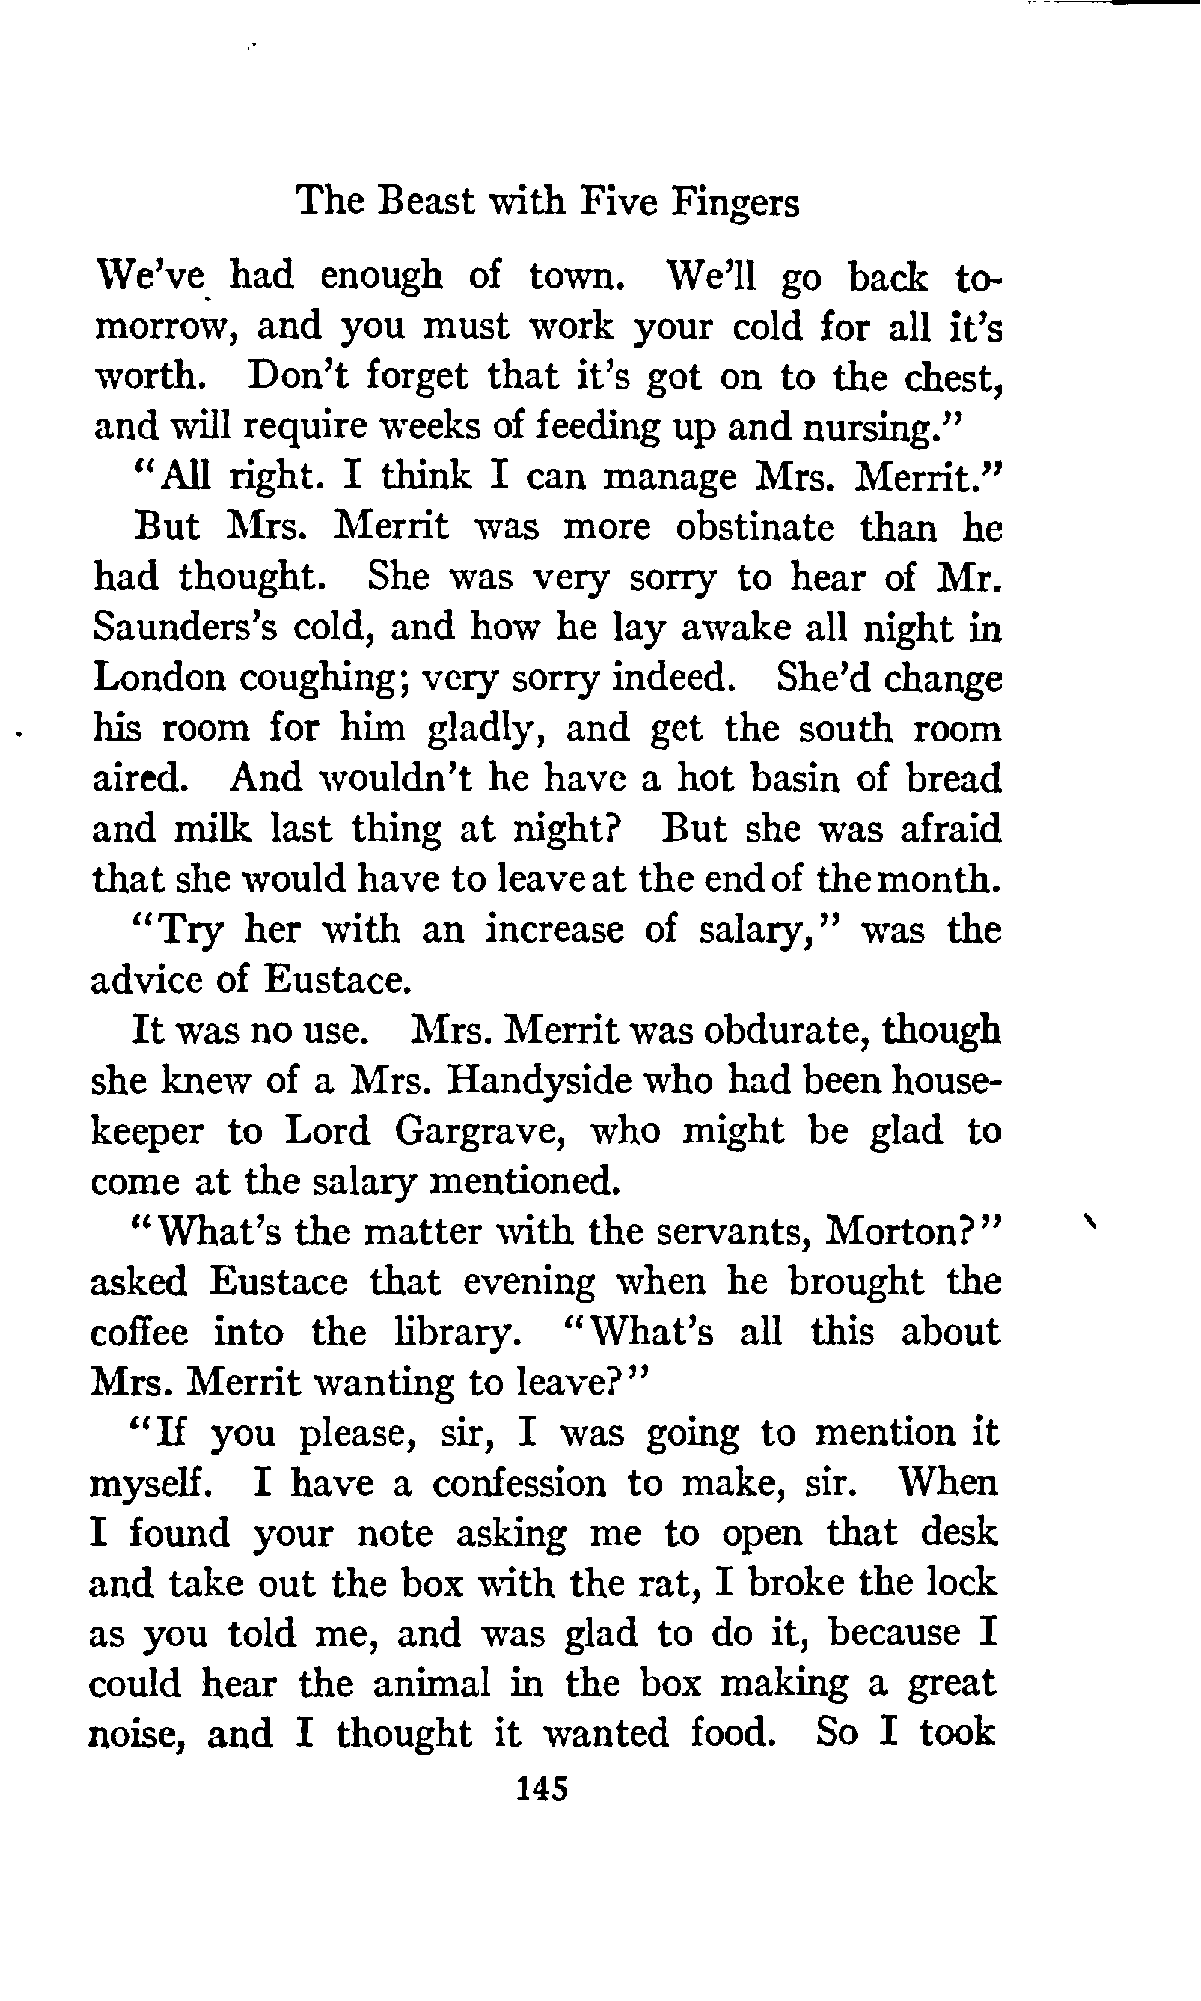 The Beast with Five Fingers
We've had enough of town. We'll go back to-
morrow, and you must work your cold for all it's
worth. Don't forget that it's got on to the chest,
and will require weeks of feeding up and nursing."
"All right. I think I can manage Mrs. Merrit."
But Mrs. Merrit was more obstinate than he
had thought. She was very sorry to hear of Mr.
Saunders's cold, and how he lay awake all night in
London coughing; very sorry indeed. She'd change
his room for him gladly, and get the south room
aired. And wouldn't he have a hot basin of bread
and milk last thing at night? But she was afraid
that she would have to leave at the end of the month.
"Try her with an increase of salary," was the
advice of Eustace.
It was no use. Mrs. Merrit was obdurate, though
she knew of a Mrs. Handyside who had been house-
keeper to Lord Gargrave, who might be glad to
come at the salary mentioned.
"What's the matter with the servants, Morton?"
asked Eustace that evening when he brought the
coffee into the library. "What's all this about
Mrs. Merrit wanting to leave?"
"If you please, sir, I was going to mention it
myself. I have a confession to make, sir. When
I found your note asking me to open that desk
and take out the box with the rat, I broke the lock
as you told me, and was glad to do it, because I
could hear the animal in the box making a great
noise, and I thought it wanted food. So I took
145